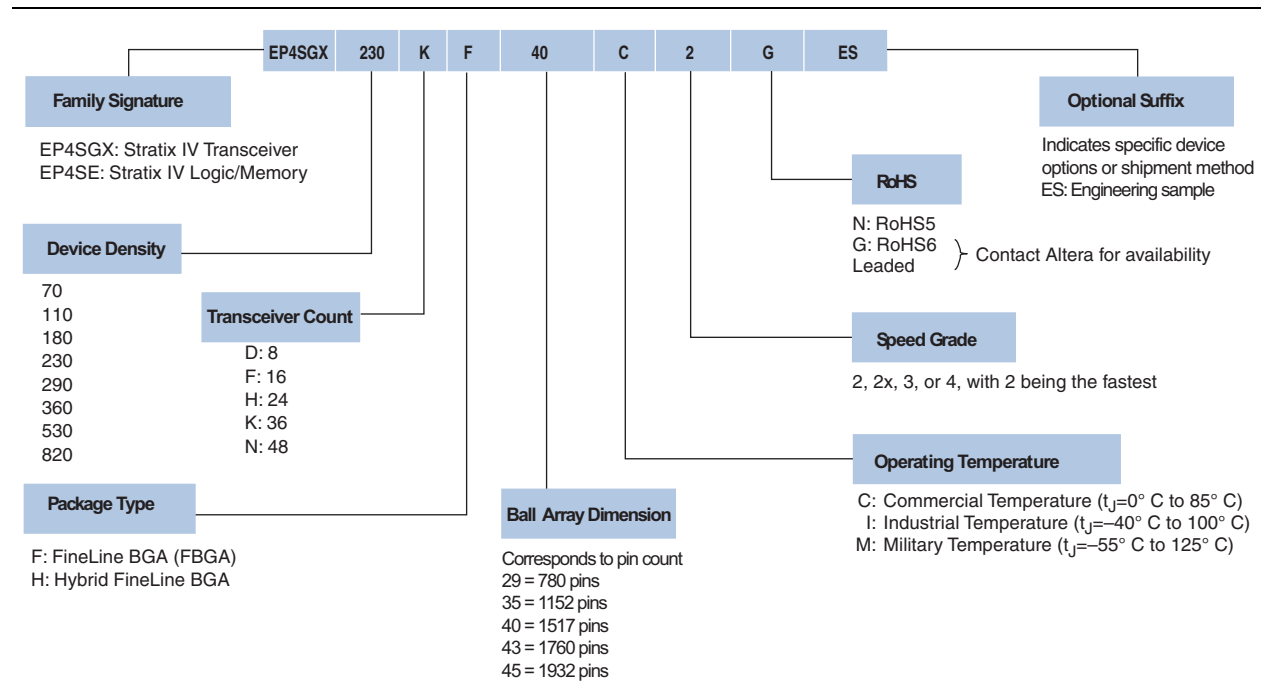 EP4SGX 230 K F 40 C 2 G ES
Family Signature
EP4SGX: Stratix IV Transceiver
EP4SE: Stratix IV Logic/Memory
Optional Suffix
Indicates specific device
options or shipment method
ES: Engineering sample
RoHS
N: RoHS5
G: RoHS6
Leaded
Contact Altera for availability
Device Density
70
110
180
230
290
360
530
820
Transceiver Count
D: 8
F: 16
H: 24
K: 36
N: 48
Speed Grade
2, 2x, 3, or 4, with 2 being the fastest
Operating Temperature
C: Commercial Temperature (tJ=0° C to 85° C)
I: Industrial Temperature (tJ=–40° C to 100° C)
M: Military Temperature (tJ=–55° C to 125° C)
Package Type
F: FineLine BGA (FBGA)
H: Hybrid FineLine BGA
Ball Array Dimension
Corresponds to pin count
29 = 780 pins
35 = 1152 pins
40 = 1517 pins
43 = 1760 pins
45 = 1932 pins